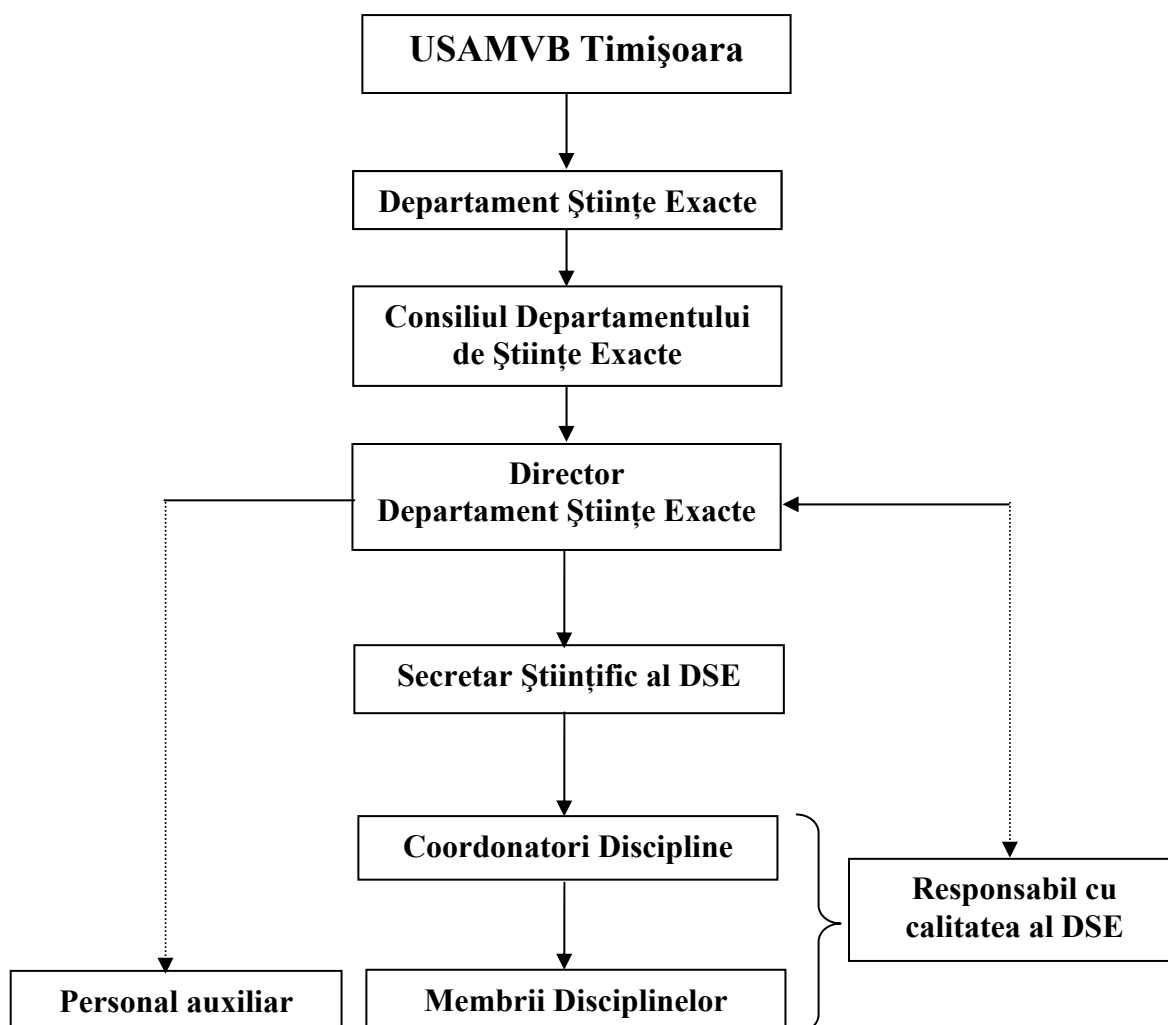 USAMVB Timişoara
Departament Ştiinţe Exacte
Consiliul Departamentului
de Ştiinţe Exacte
Director
Departament Ştiinţe Exacte
Secretar Ştiinţific al DSE
Coordonatori Discipline
Responsabil cu
calitatea al DSE
Personal auxiliar
Membrii Disciplinelor